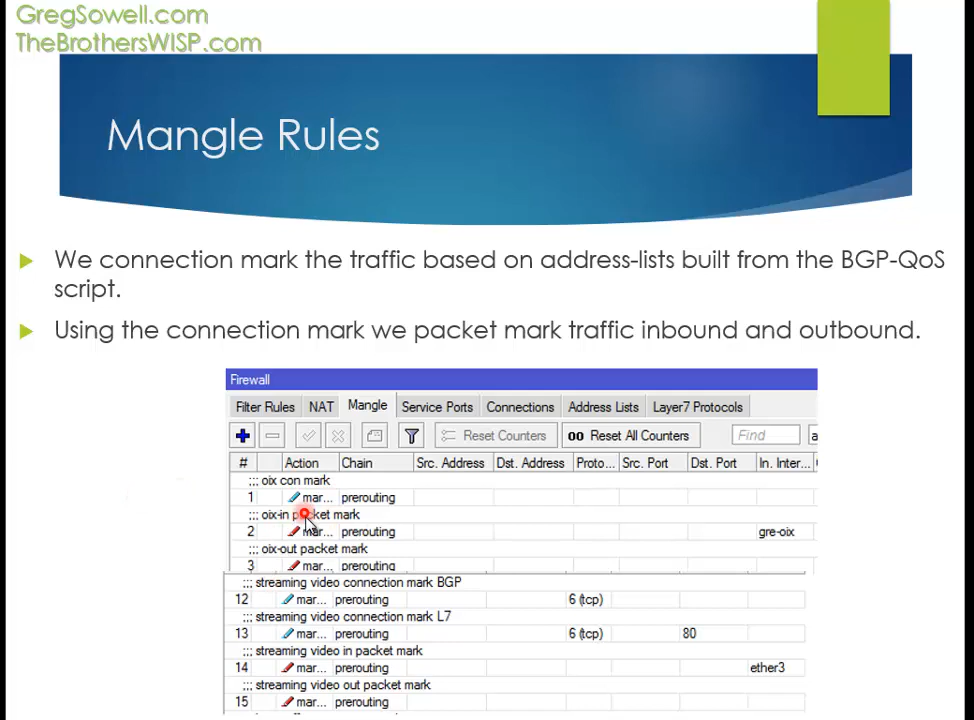 GregSowell.com
TheBrothersWISP.com
Mangle Rules
We connection mark the traffic based on address-lists built from the BGP-QoS
script.
Using the connection mark we packet mark traffic inbound and outbound.
Firewall
Filter Rules NAT Mangle Service Ports Connections Address Lists Layer7 Protocols
Reset Counters 00 Reset All Counters Find a
# Action Chain Src. Address Dst. Address Proto... Src. Port Dst. Port In. Inter...
;;; oix con mark
1 mar... prerouting
;;; oix-in packet mark
2 mar... prerouting gre-oix
;;; oix-out packet mark
3 mar... prerouting
;;; streaming video connection mark BGP
12 mar... prerouting 6 (tcp)
;;; streaming video connection mark L7
13 mar... prerouting 6 (tcp) 80
;;; streaming video in packet mark
14 mar... prerouting ether3
;;; streaming video out packet mark
15 mar... prerouting